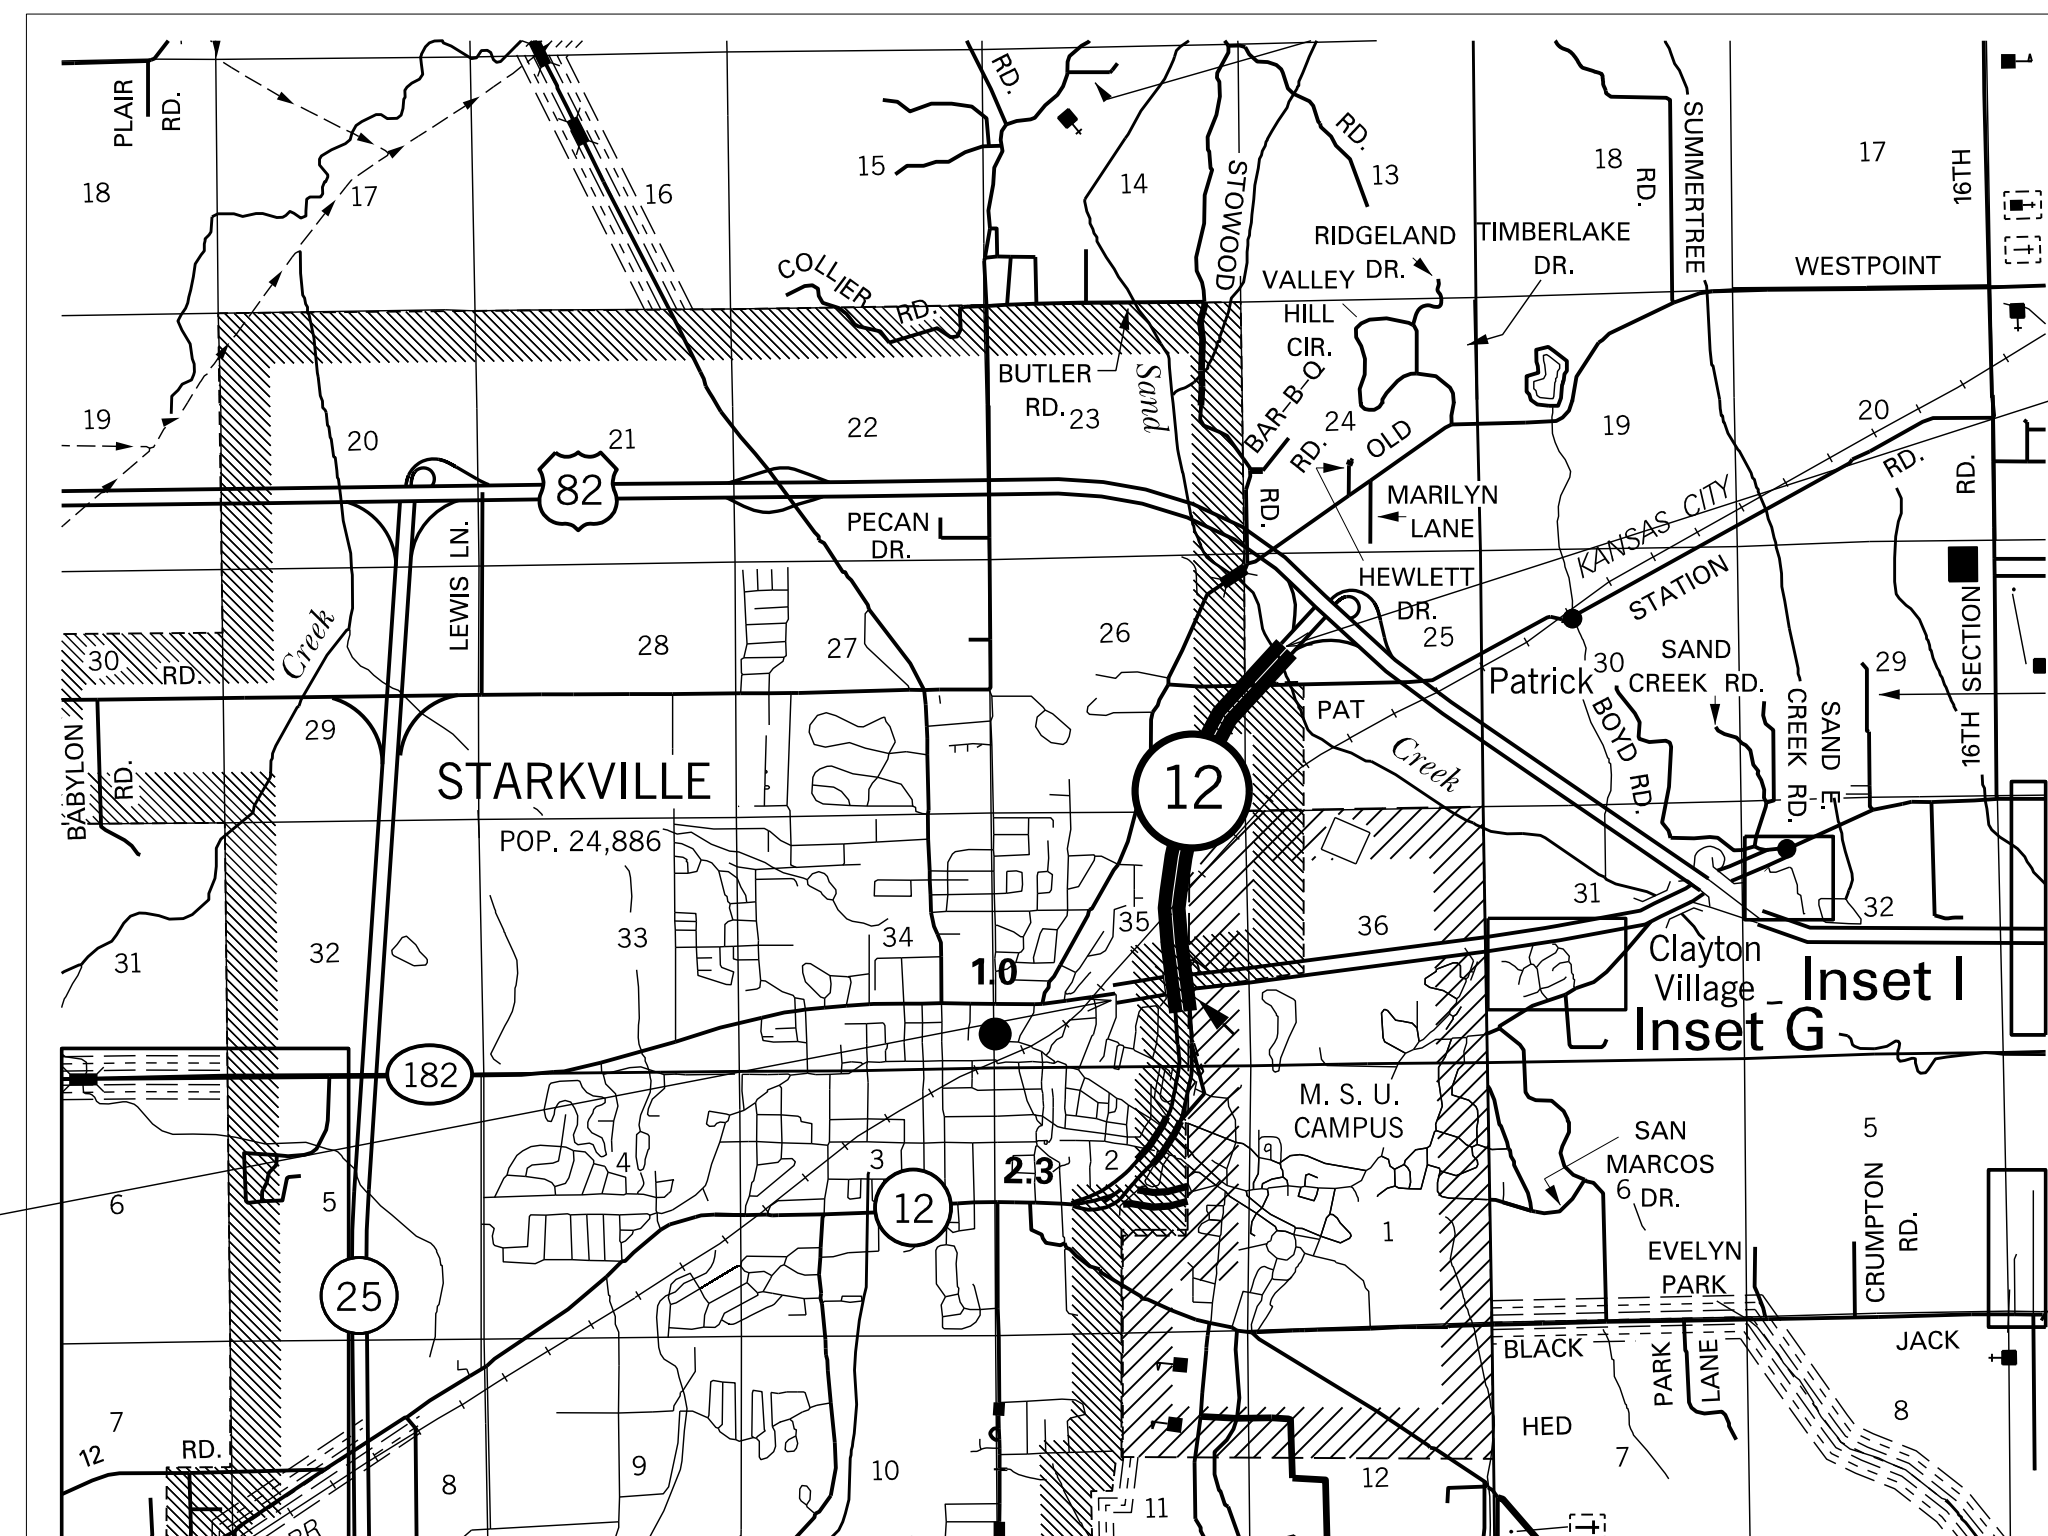 PLAIR
RD.
RD.
RD.
STOWOOD
SUMMERTREE
RD.
16TH
18
17
16
15
14
13
18
17
RIDGELAND
DR.
TIMBERLAKE
DR.
WESTPOINT
VALLEY
HILL
CIR.
COLLIER
RD.
BUTLER
RD.
Sand
BAR-B-Q
RD.
19
20
21
22
23
24
19
20
RD.
OLD
RD.
RD.
82
MARILYN
LANE
PECAN
DR.
KANSAS CITY
STATION
HEWLETT
DR.
LEWIS LN.
Creek
30
RD.
28
27
26
25
30
29
SAND
CREEK RD.
Patrick
SECTION
16TH
BOYD RD.
SAND E.
CREEK RD.
PAT
Creek
29
BABYLON
RD.
STARKVILLE
POP. 24,886
12
31
32
33
34
35
36
31
32
Clayton
Village
Inset I
Inset G
1.0
182
M. S. U.
CAMPUS
SAN
MARCOS
DR.
5
6
5
4
3
2
1
6
2.3
12
CRUMPTON
RD.
25
EVELYN
PARK
BLACK
JACK
PARK
LANE
7
12
RD.
8
9
10
11
12
HED
7
8